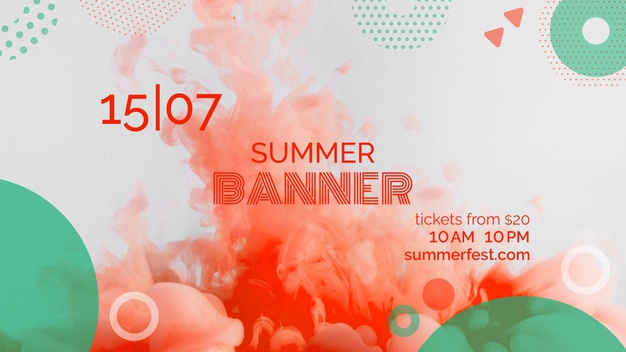 15|07
SUMMER
BANNER
tickets from $20
10 AM 10 PM
summerfest.com